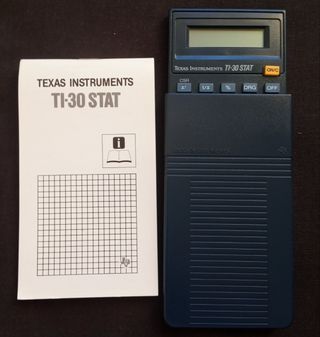 TEXAS INSTRUMENTS
TI-30 STAT
i
TEXAS INSTRUMENTS TI-30 STAT
ON/C
CSR
x² 1/x % DRG OFF